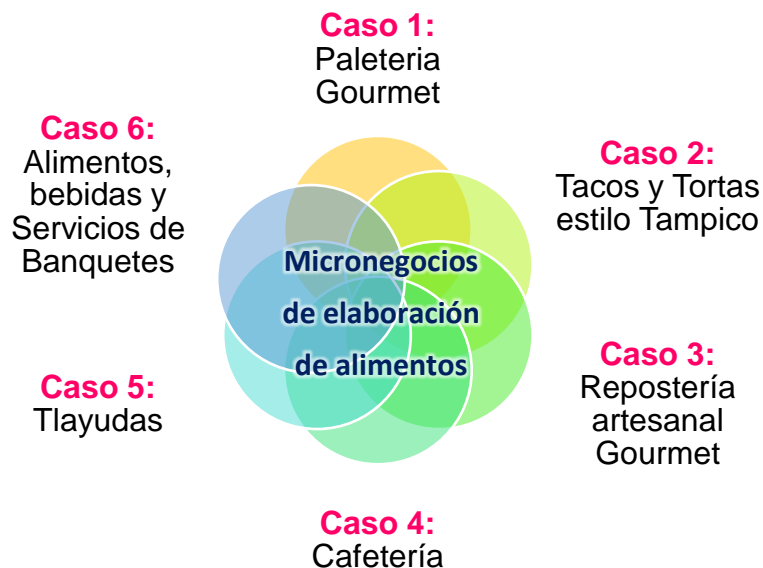 Caso 1:
Paleteria
Gourmet
Caso 2:
Tacos y Tortas
estilo Tampico
Caso 3:
Repostería
artesanal
Gourmet
Caso 4:
Cafetería
Caso 5:
Tlayudas
Caso 6:
Alimentos,
bebidas y
Servicios de
Banquetes
Micronegocios
de elaboración
de alimentos